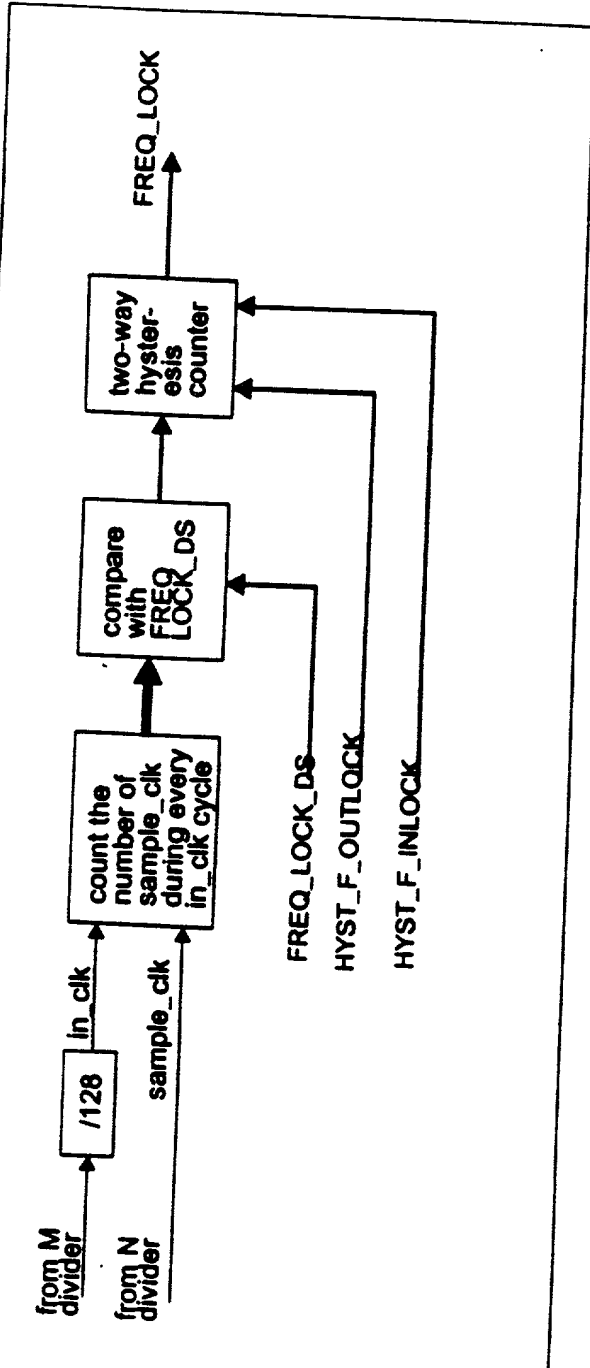 from M
divider
/128
in_clk
from N
divider
sample_clk
count the
number of
sample_clk
during every
in_clk cycle
compare
with
FREQ_
LOCK_DS
two-way
hyster-
esis
counter
FREQ_LOCK
FREQ_LOCK_DS
HYST_F_OUTLOCK
HYST_F_INLOCK